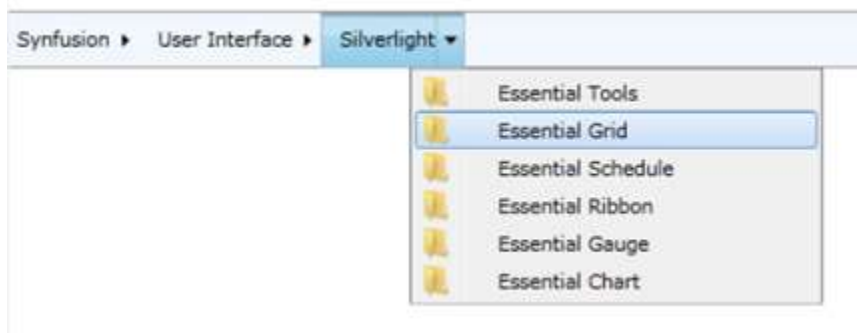 Synfusion User Interface Silverlight
Essential Tools
Essential Grid
Essential Schedule
Essential Ribbon
Essential Gauge
Essential Chart